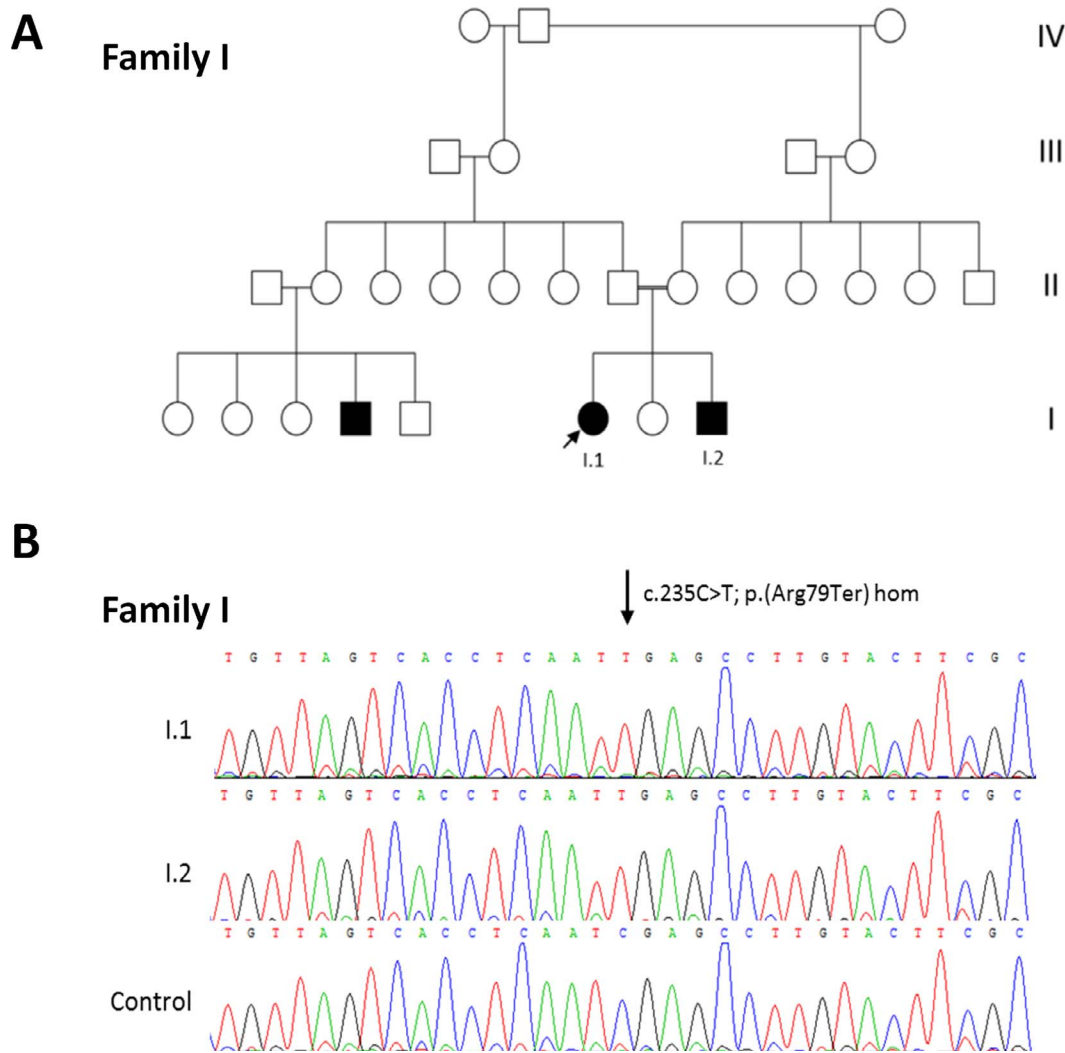 A
Family I
IV
III
II
I
I.1
I.2
B
Family I
c.235C>T; p.(Arg79Ter) hom
T G T T A G T C A C C T C A A T T G A G C C T T G T A C T T C G C
I.1
T G T T A G T C A C C T C A A T T G A G C C T T G T A C T T C G C
I.2
T G T T A G T C A C C T C A A T C G A G C C T T G T A C T T C G C
Control